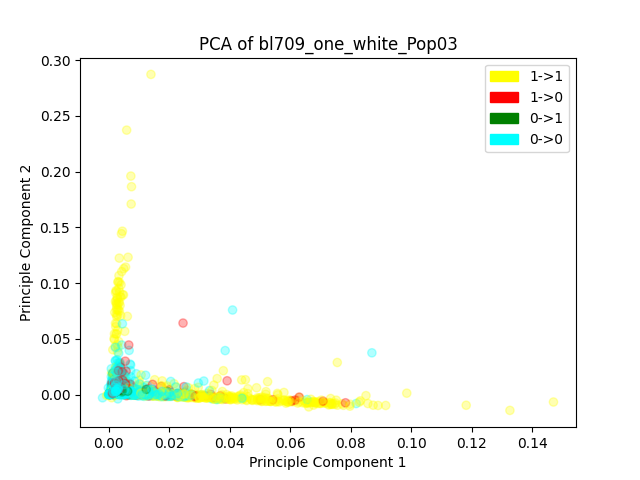 PCA of bl709_one_white_Pop03
0.30
0.25
0.20
0.15
0.10
0.05
0.00
Principle Component 2
1->1
1->0
0->1
0->0
0.00 0.02 0.04 0.06 0.08 0.10 0.12 0.14
Principle Component 1